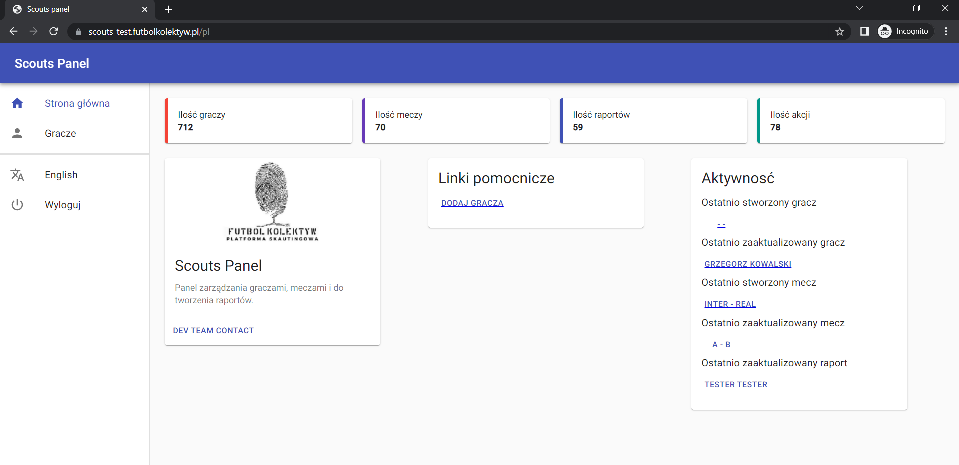 Scouts panel
scouts-test.futbolkolektyw.pl/pl
Incognito
Scouts Panel
Strona główna
Gracze
English
Wyloguj
Ilość graczy
712
Ilość meczy
70
Ilość raportów
59
Ilość akcji
78
FUTBOL KOLEKTYW
PLATFORMA SKAUTINGOWA
Scouts Panel
Panel zarządzania graczami, meczami i do
tworzenia raportów.
DEV TEAM CONTACT
Linki pomocnicze
DODAJ GRACZA
Aktywność
Ostatnio stworzony gracz
- -
Ostatnio zaaktualizowany gracz
GRZEGORZ KOWALSKI
Ostatnio stworzony mecz
INTER - REAL
Ostatnio zaaktualizowany mecz
A - B
Ostatnio zaaktualizowany raport
TESTER TESTER